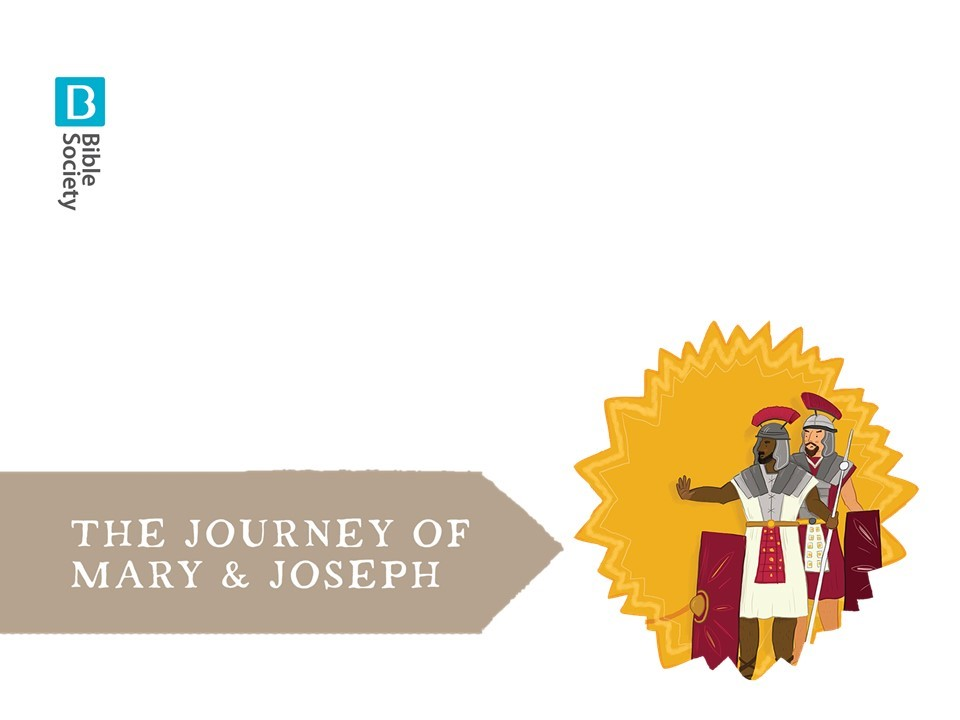 B
Bible
Society
THE JOURNEY OF
MARY & JOSEPH